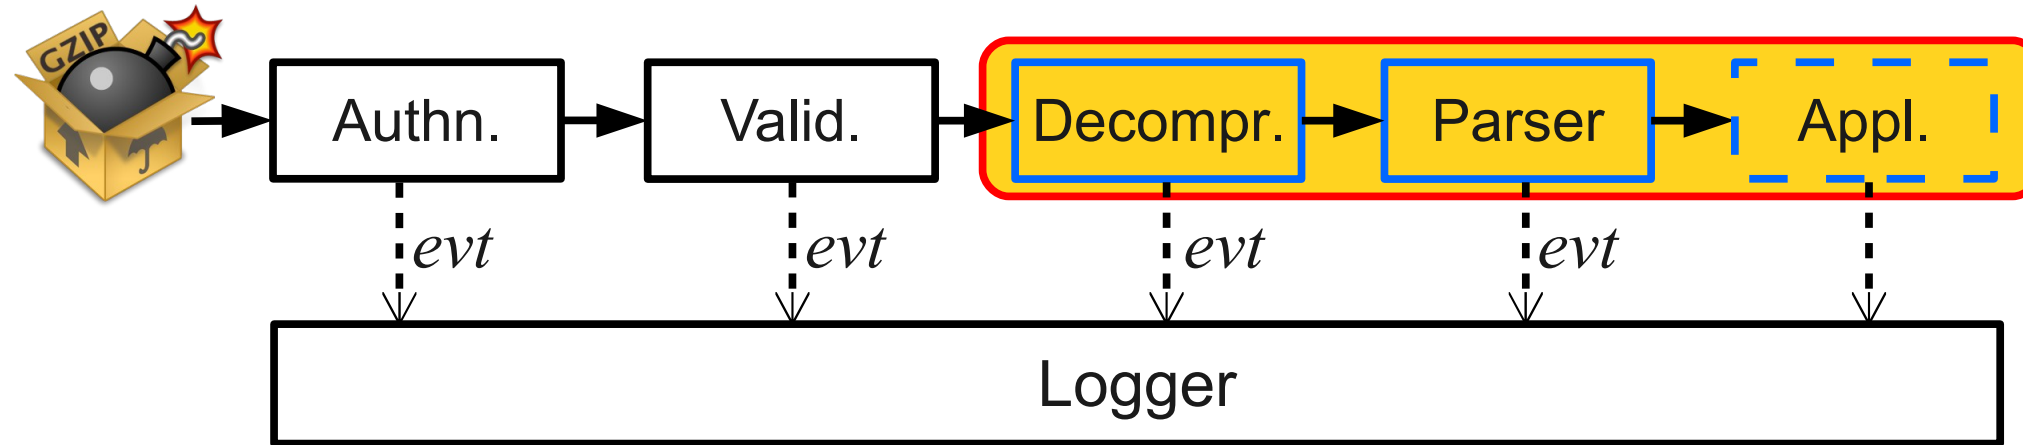 GZIP
Authn.
Valid.
Decompr.
Parser
Appl.
evt
evt
evt
evt
Logger